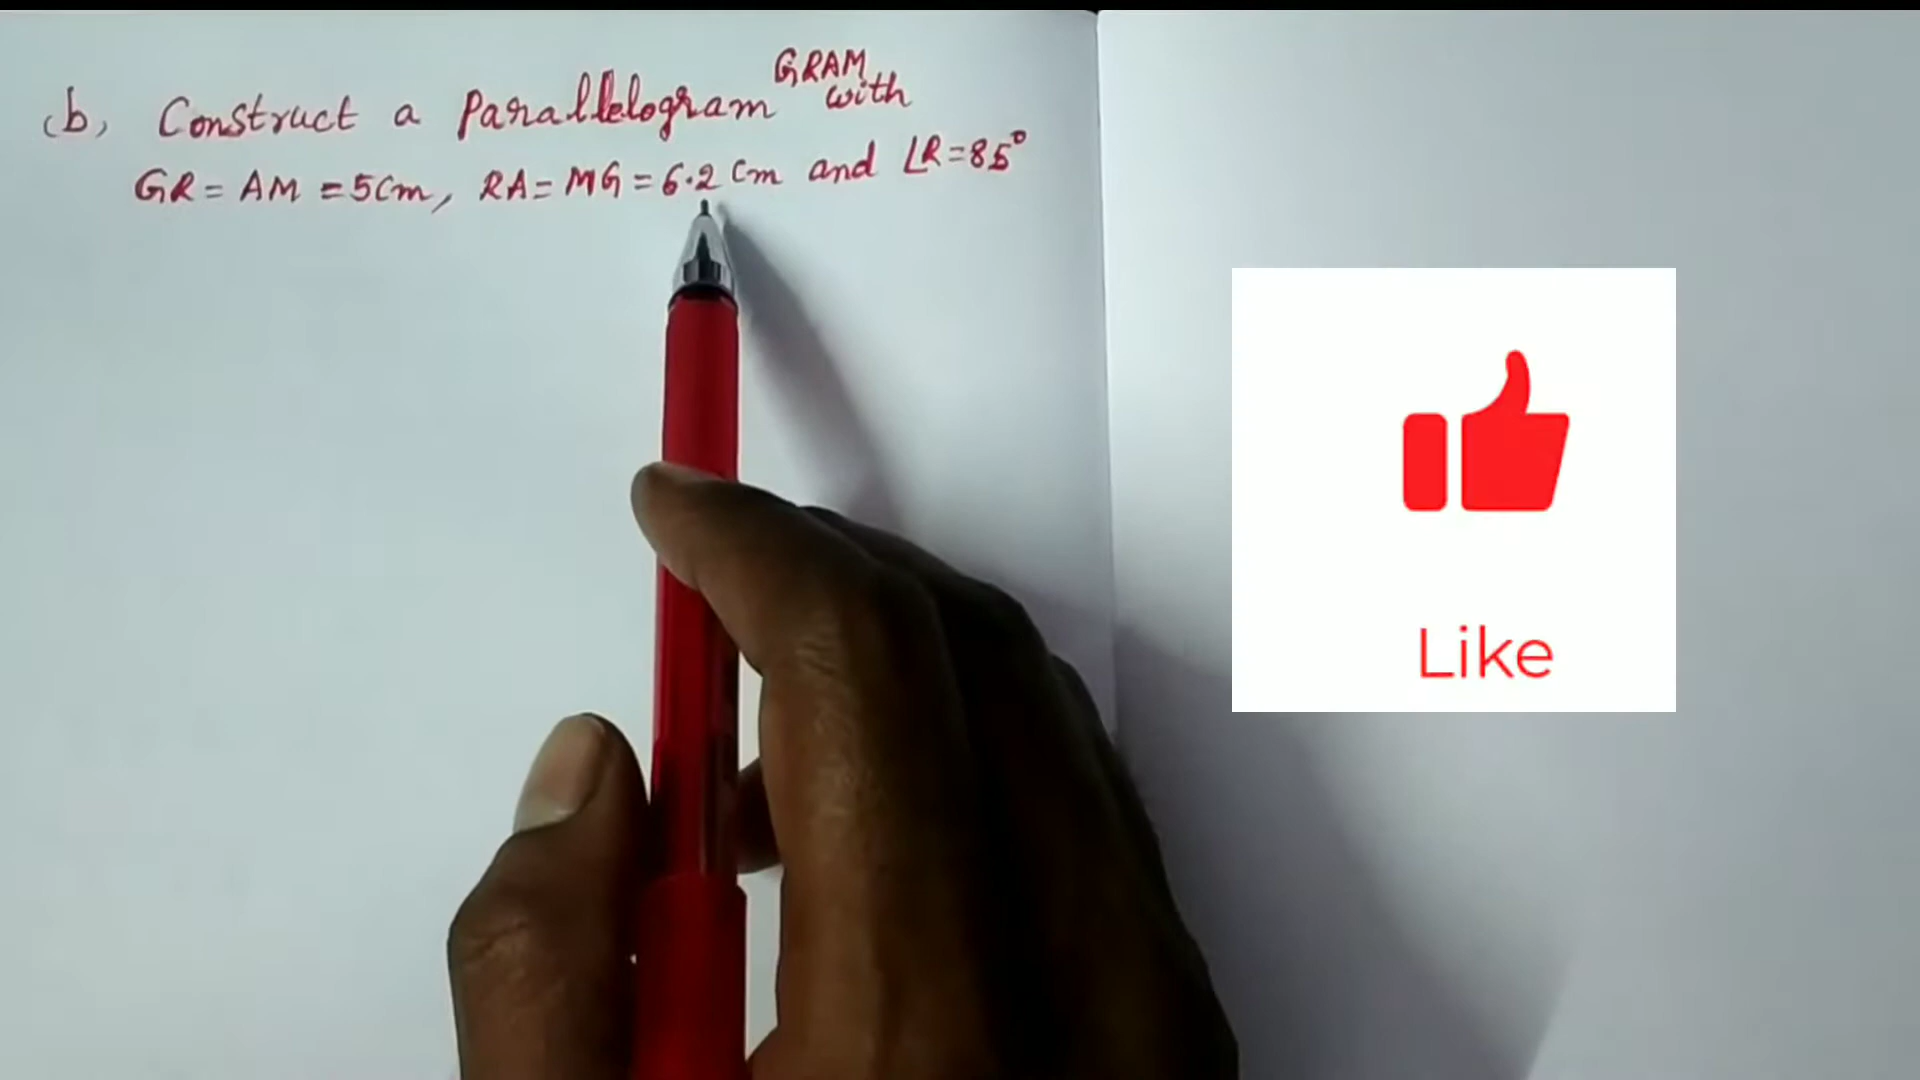 (b, Construct a Parallelogram GRAM with
GR = AM = 5cm, RA = MG = 6.2 cm and ∠R = 85°
Like